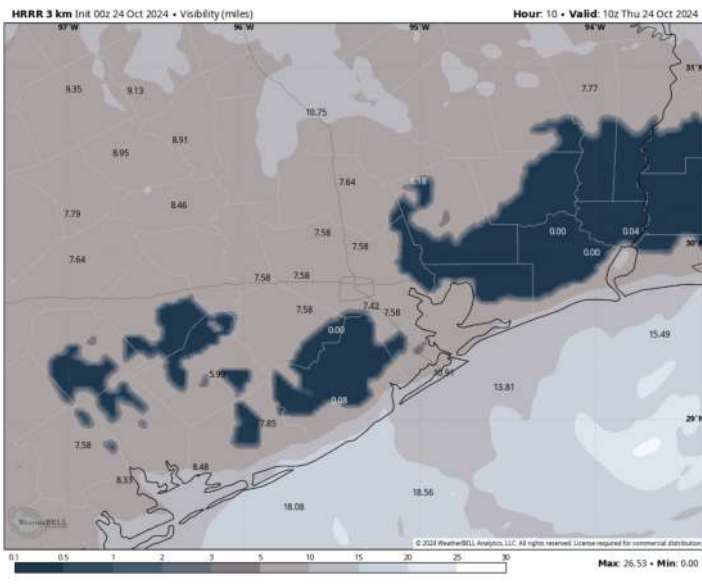 HRRR 3 km Init 00z 24 Oct 2024 • Visibility (miles)
Hour: 10 • Valid: 10z Thu 24 Oct 2024
97°W 96°W 95°W 94°W
31°N
9.35 9.13 7.77
10.75
8.91
8.95
7.64
8.46
7.79
7.58 0.00 0.04
30°N
7.58 0.00
7.64
7.58 7.58
7.58 7.42 7.58
0.00
15.49
5.99 10.91
13.81
0.08
7.85
29°N
7.58
8.48
8.33
18.56
18.08
WeatherBELL
© 2024 WeatherBELL Analytics, LLC. All rights reserved. License required for commercial distribution.
0.1 0.5 1 2 3 5 10 15 20 25 30
Max: 26.53 • Min: 0.00